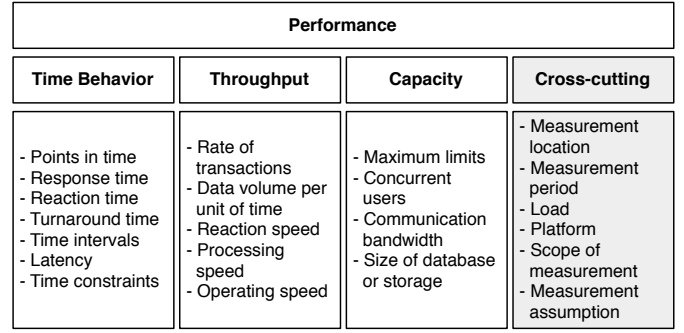 Performance
Time Behavior
Throughput
Capacity
Cross-cutting
- Points in time
- Response time
- Reaction time
- Turnaround time
- Time intervals
- Latency
- Time constraints
- Rate of
transactions
- Data volume per
unit of time
- Reaction speed
- Processing
speed
- Operating speed
- Maximum limits
- Concurrent
users
- Communication
bandwidth
- Size of database
or storage
- Measurement
location
- Measurement
period
- Load
- Platform
- Scope of
measurement
- Measurement
assumption